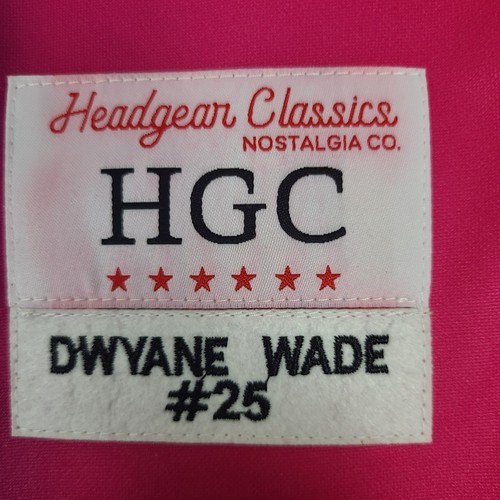 Headgear Classics
NOSTALGIA CO.
HGC
DWYANE WADE
#25